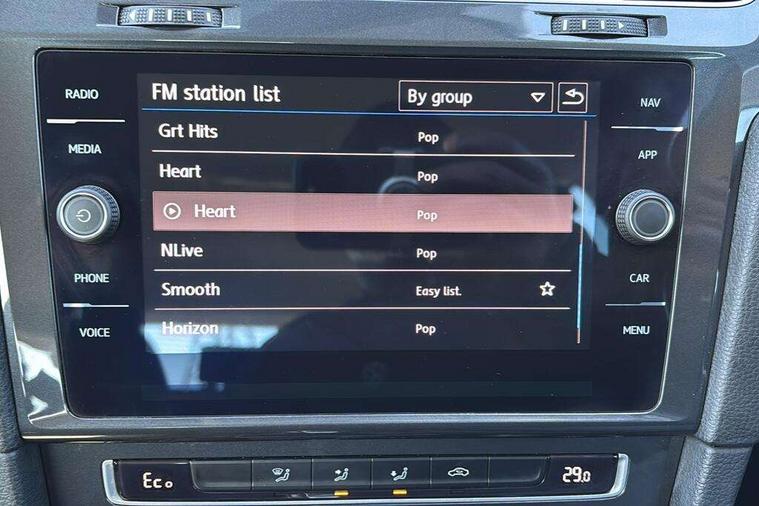 RADIO
MEDIA
PHONE
VOICE
FM station list By group
Grt Hits Pop
Heart Pop
Heart Pop
NLive Pop
Smooth Easy list.
Horizon Pop
NAV
APP
CAR
MENU
Eco 29.0